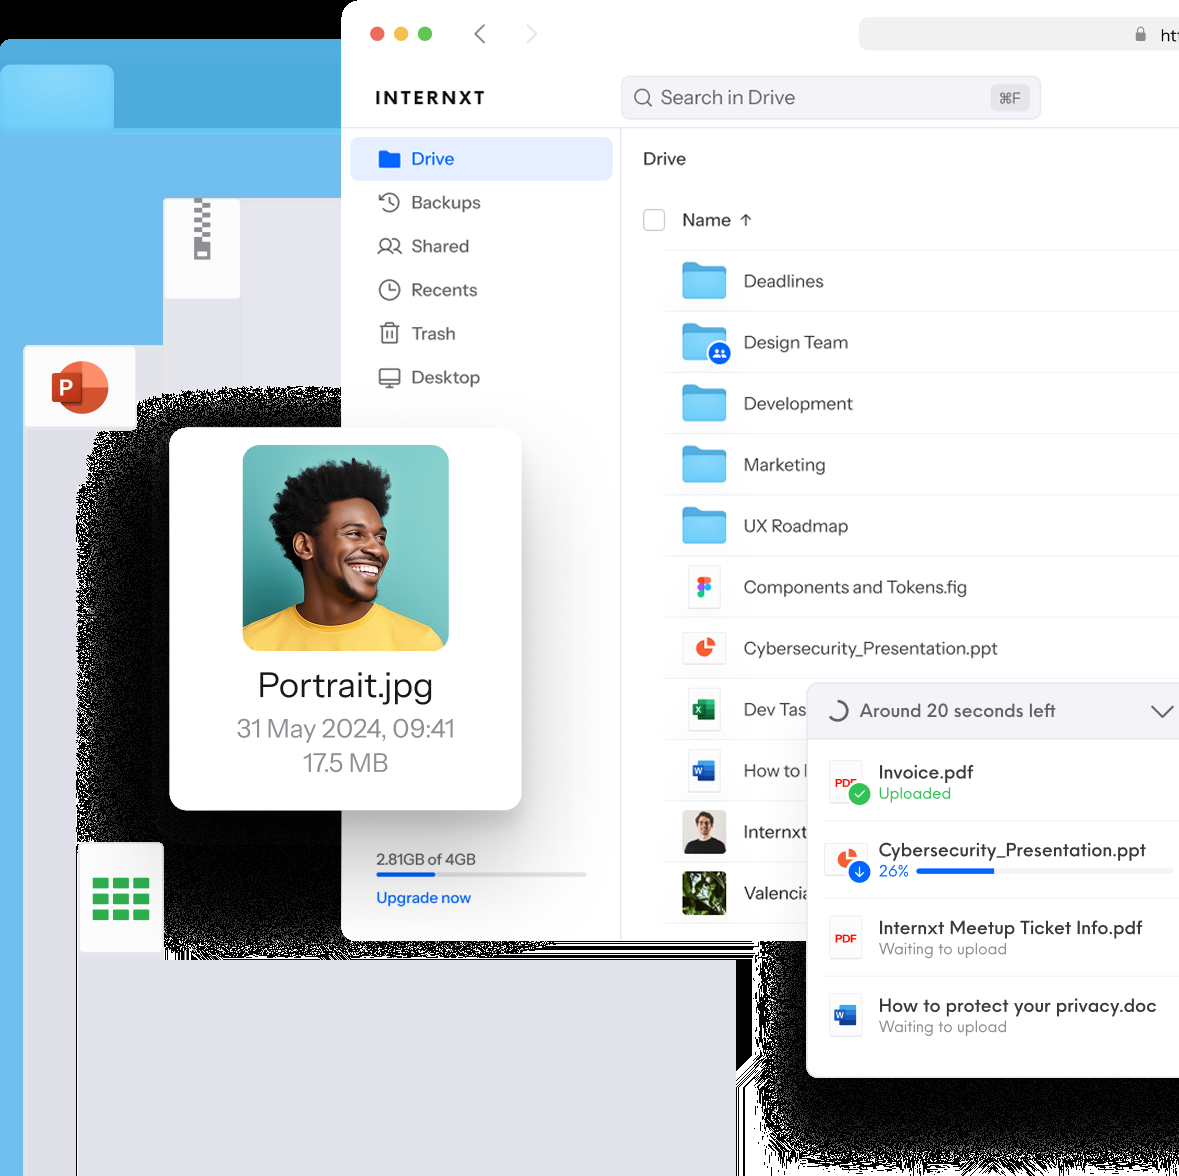 htt
INTERNXT
Search in Drive
⌘F
Drive
Backups
Shared
Recents
Trash
Desktop
Drive
Name ↑
Deadlines
Design Team
Development
Marketing
UX Roadmap
Components and Tokens.fig
Cybersecurity_Presentation.ppt
Dev Tas
How to
Internxt
Valencia
P
Portrait.jpg
31 May 2024, 09:41
17.5 MB
2.81GB of 4GB
Upgrade now
Around 20 seconds left
PDF
Invoice.pdf
Uploaded
Cybersecurity_Presentation.ppt
26%
PDF
Internxt Meetup Ticket Info.pdf
Waiting to upload
W
How to protect your privacy.doc
Waiting to upload
X
W